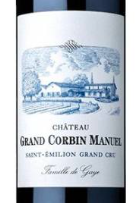 CHÂTEAU
GRAND CORBIN MANUEL
SAINT-ÉMILION GRAND CRU
Famille de Gaye